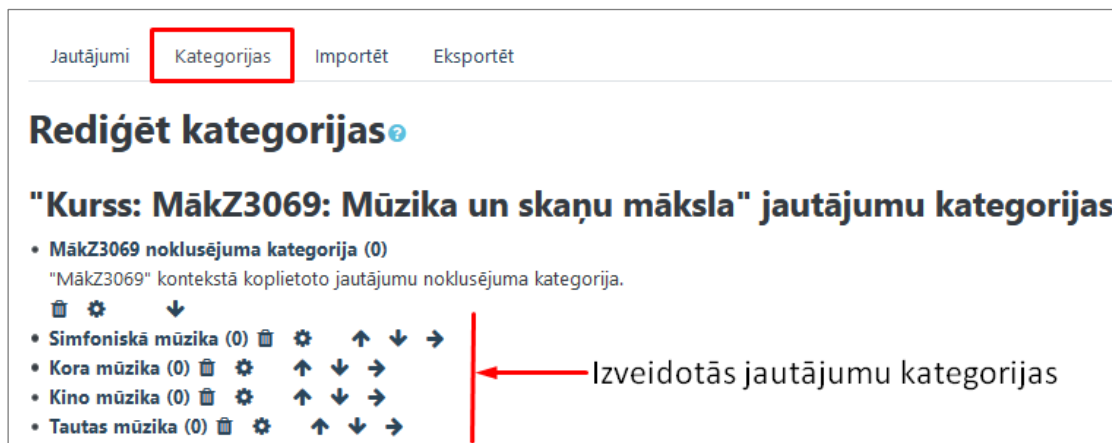 Jautājumi Kategorijas Importēt Eksportēt
Rediģēt kategorijas
"Kurss: MākZ3069: Mūzika un skaņu māksla" jautājumu kategorijas
MākZ3069 noklusējuma kategorija (0)
"MākZ3069" kontekstā koplietoto jautājumu noklusējuma kategorija.
Simfoniskā mūzika (0)
Kora mūzika (0)
Izveidotās jautājumu kategorijas
Kino mūzika (0)
Tautas mūzika (0)